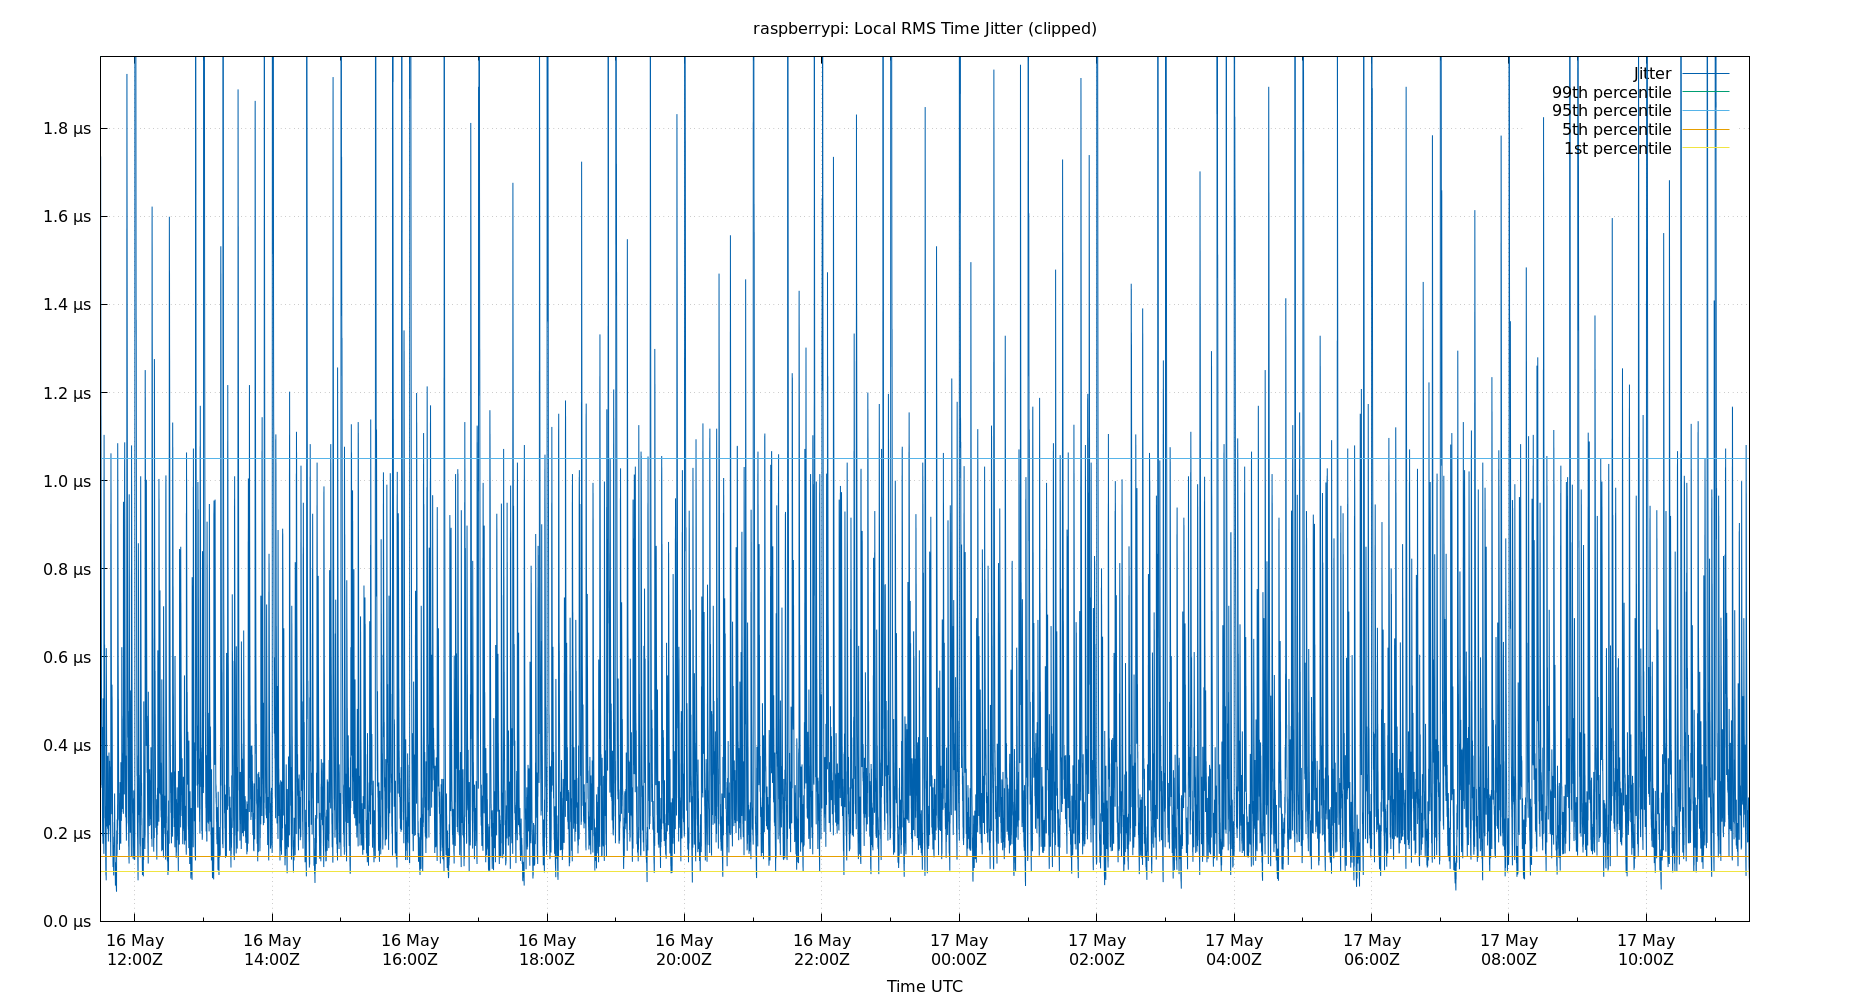 raspberrypi: Local RMS Time Jitter (clipped)
Jitter
99th percentile
95th percentile
5th percentile
1st percentile
1.8 μs
1.6 μs
1.4 μs
1.2 μs
1.0 μs
0.8 μs
0.6 μs
0.4 μs
0.2 μs
0.0 μs
16 May 16 May 16 May 16 May 16 May 16 May 17 May 17 May 17 May 17 May 17 May 17 May
12:00Z 14:00Z 16:00Z 18:00Z 20:00Z 22:00Z 00:00Z 02:00Z 04:00Z 06:00Z 08:00Z 10:00Z
Time UTC